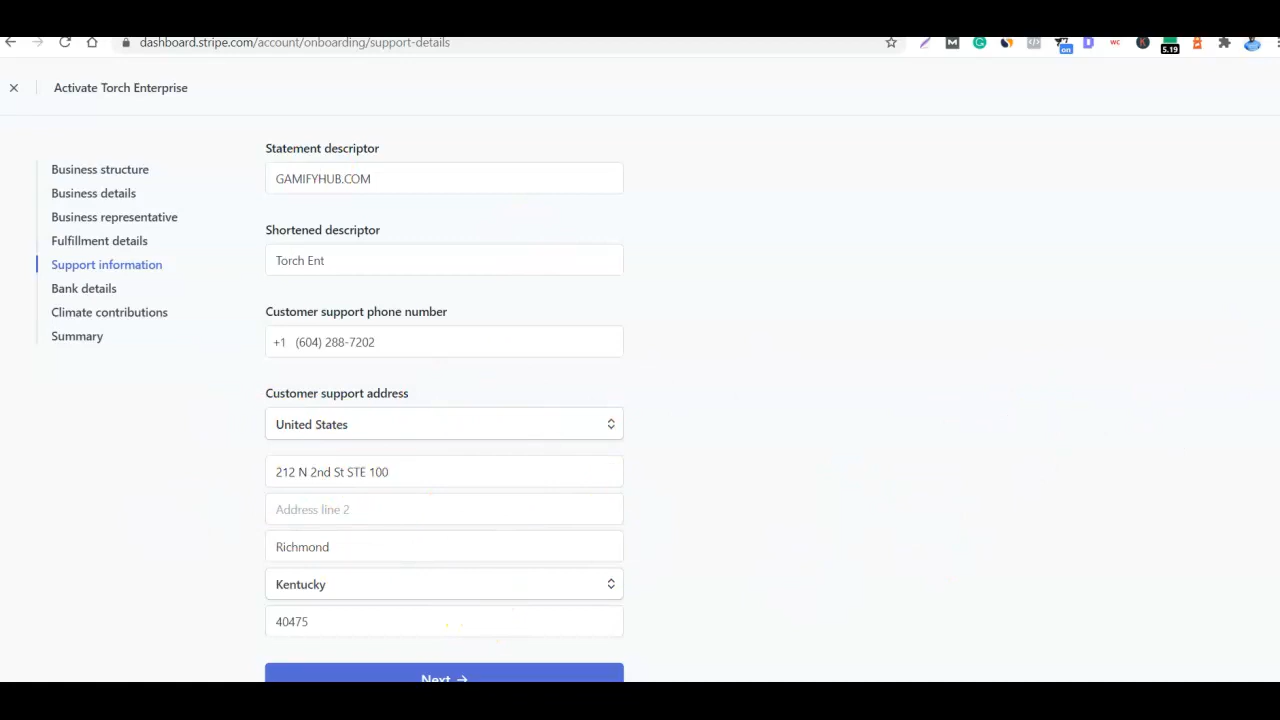 dashboard.stripe.com/account/onboarding/support-details
on
5.19
Activate Torch Enterprise
Business structure
Business details
Business representative
Fulfillment details
Support information
Bank details
Climate contributions
Summary
Statement descriptor
GAMIFYHUB.COM
Shortened descriptor
Torch Ent
Customer support phone number
+1 (604) 288-7202
Customer support address
United States
212 N 2nd St STE 100
Address line 2
Richmond
Kentucky
40475
Next →